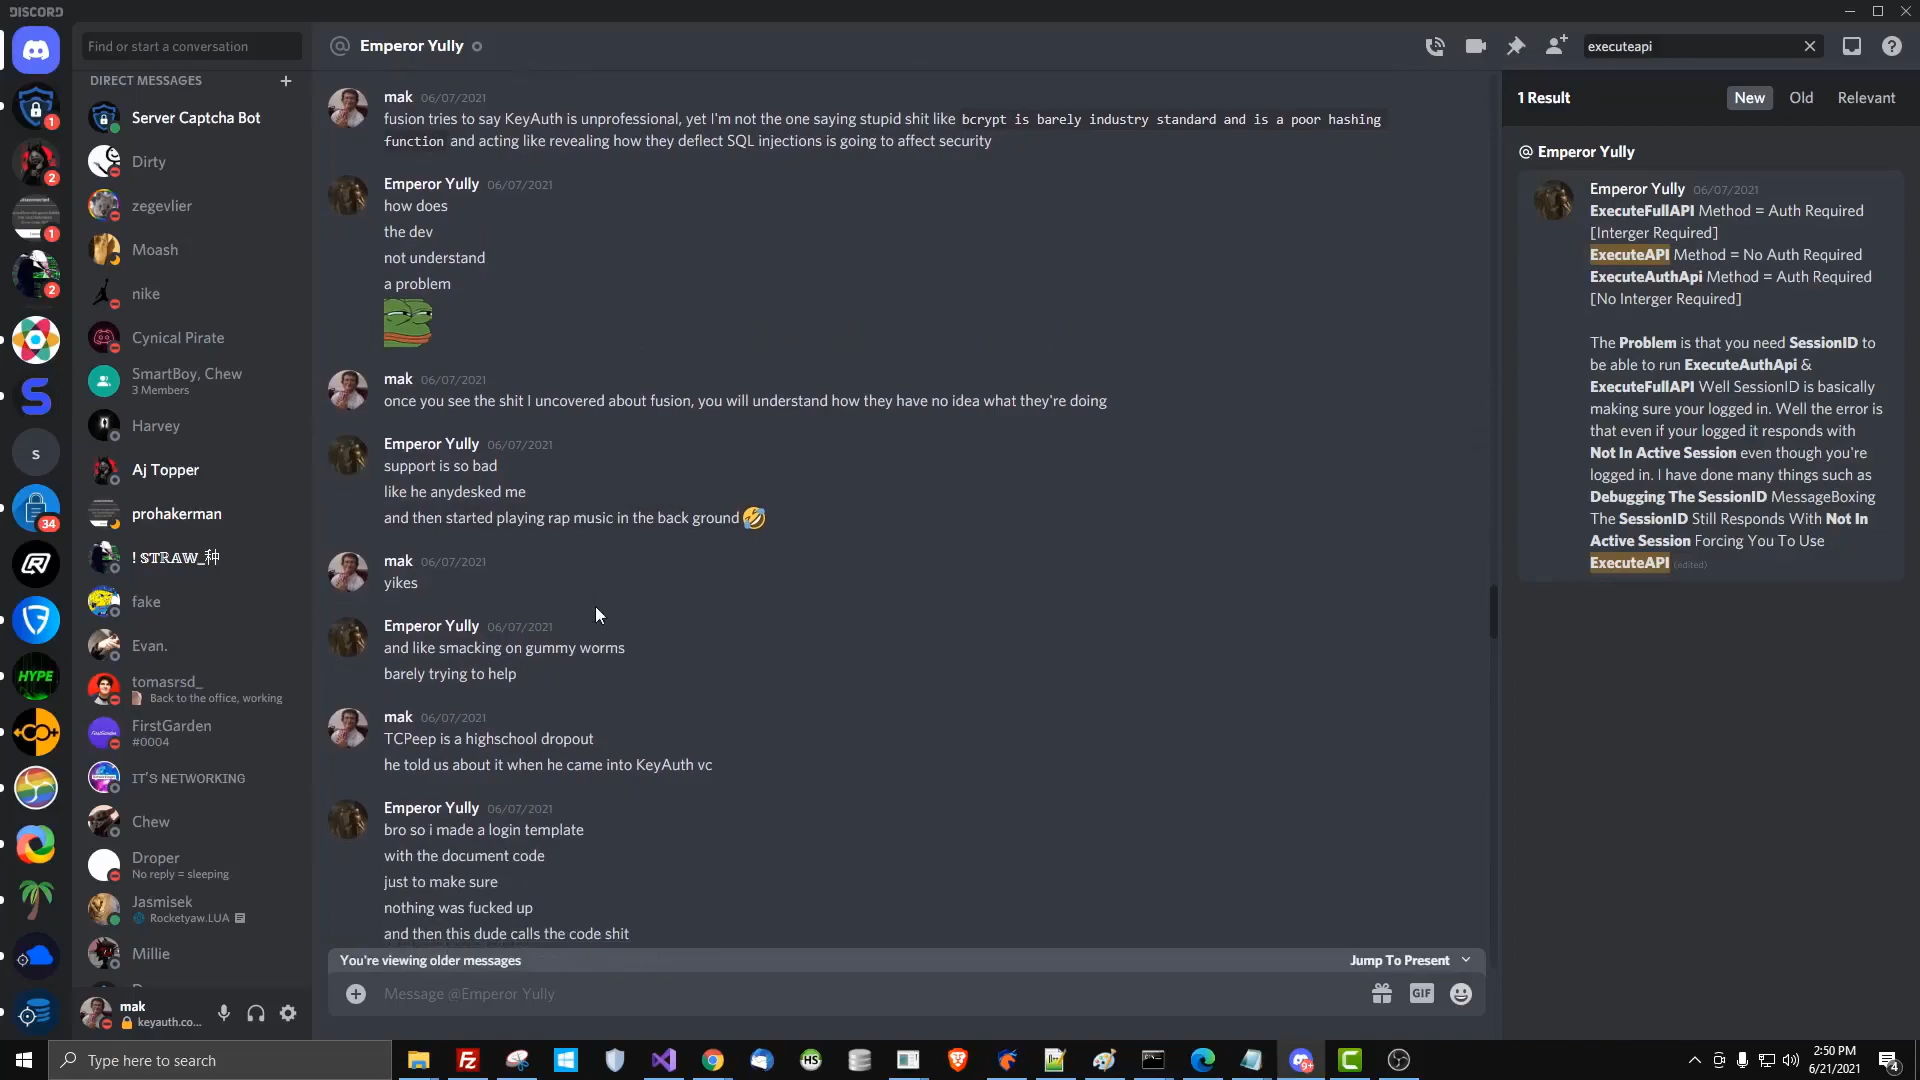 DISCORD
Find or start a conversation
DIRECT MESSAGES
Server Captcha Bot
Dirty
zegevlier
Moash
nike
Cynical Pirate
SmartBoy, Chew
3 Members
Harvey
Aj Topper
prohakerman
! STRAW_种
fake
Evan.
tomasrsd_
Back to the office, working
FirstGarden
#0004
IT'S NETWORKING
Chew
Droper
No reply = sleeping
Jasmisek
Rocketyaw.LUA
Millie
mak
keyauth.co...
1
2
1
2
S
34
HYPE
@ Emperor Yully
mak 06/07/2021
fusion tries to say KeyAuth is unprofessional, yet I'm not the one saying stupid shit like bcrypt is barely industry standard and is a poor hashing
function and acting like revealing how they deflect SQL injections is going to affect security
Emperor Yully 06/07/2021
how does
the dev
not understand
a problem
mak 06/07/2021
once you see the shit I uncovered about fusion, you will understand how they have no idea what they're doing
Emperor Yully 06/07/2021
support is so bad
like he anydesked me
and then started playing rap music in the back ground 🤣
mak 06/07/2021
yikes
Emperor Yully 06/07/2021
and like smacking on gummy worms
barely trying to help
mak 06/07/2021
TCPeep is a highschool dropout
he told us about it when he came into KeyAuth vc
Emperor Yully 06/07/2021
bro so i made a login template
with the document code
just to make sure
nothing was fucked up
and then this dude calls the code shit
You're viewing older messages
Jump To Present
Message @Emperor Yully
GIF
executeapi
1 Result
New
Old
Relevant
@ Emperor Yully
Emperor Yully 06/07/2021
ExecuteFullAPI Method = Auth Required
[Interger Required]
ExecuteAPI Method = No Auth Required
ExecuteAuthApi Method = Auth Required
[No Interger Required]
The Problem is that you need SessionID to
be able to run ExecuteAuthApi &
ExecuteFullAPI Well SessionID is basically
making sure your logged in. Well the error is
that even if your logged it responds with
Not In Active Session even though you're
logged in. I have done many things such as
Debugging The SessionID MessageBoxing
The SessionID Still Responds With Not In
Active Session Forcing You To Use
ExecuteAPI (edited)
Type here to search
HS
9+
2:50 PM
6/21/2021
4